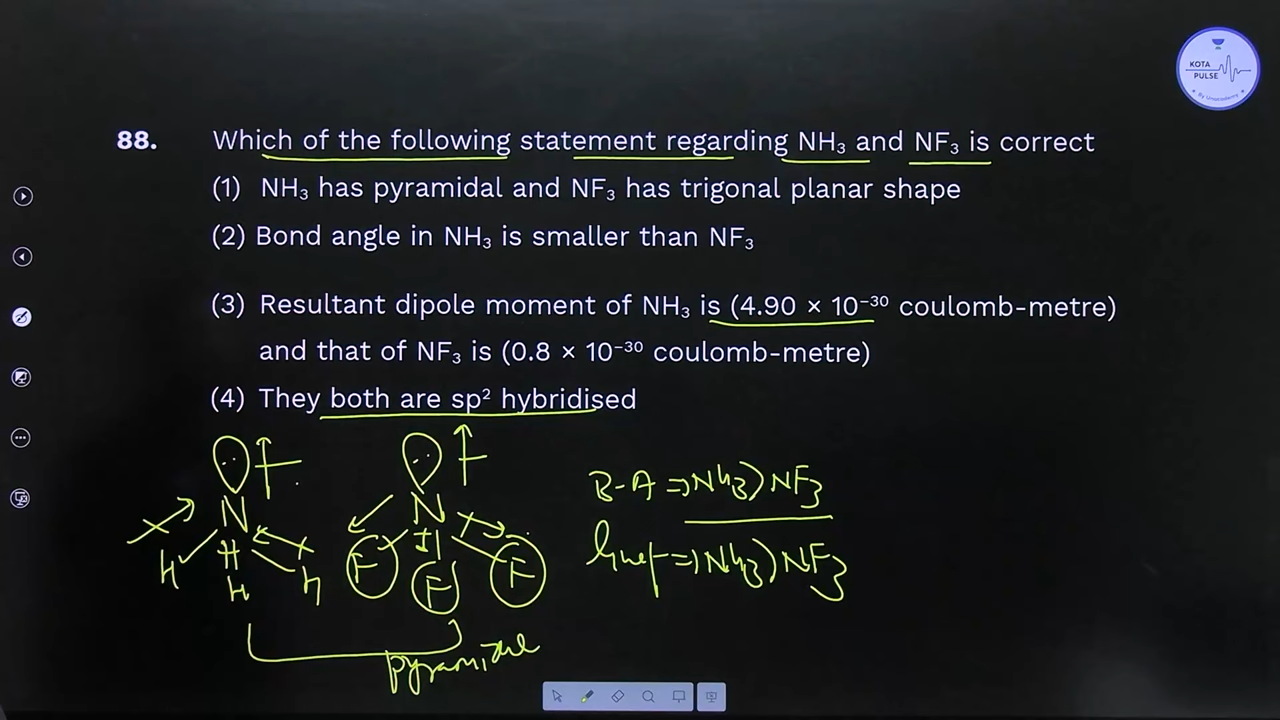 KOTA
PULSE
By Unacademy
88. Which of the following statement regarding NH₃ and NF₃ is correct
(1) NH₃ has pyramidal and NF₃ has trigonal planar shape
(2) Bond angle in NH₃ is smaller than NF₃
(3) Resultant dipole moment of NH₃ is (4.90 × 10⁻³⁰ coulomb-metre)
and that of NF₃ is (0.8 × 10⁻³⁰ coulomb-metre)
(4) They both are sp² hybridised
N N
H H H F F F
B-A ⇒ NH3 > NF3
⇒ NH3 > NF3
pyramidal